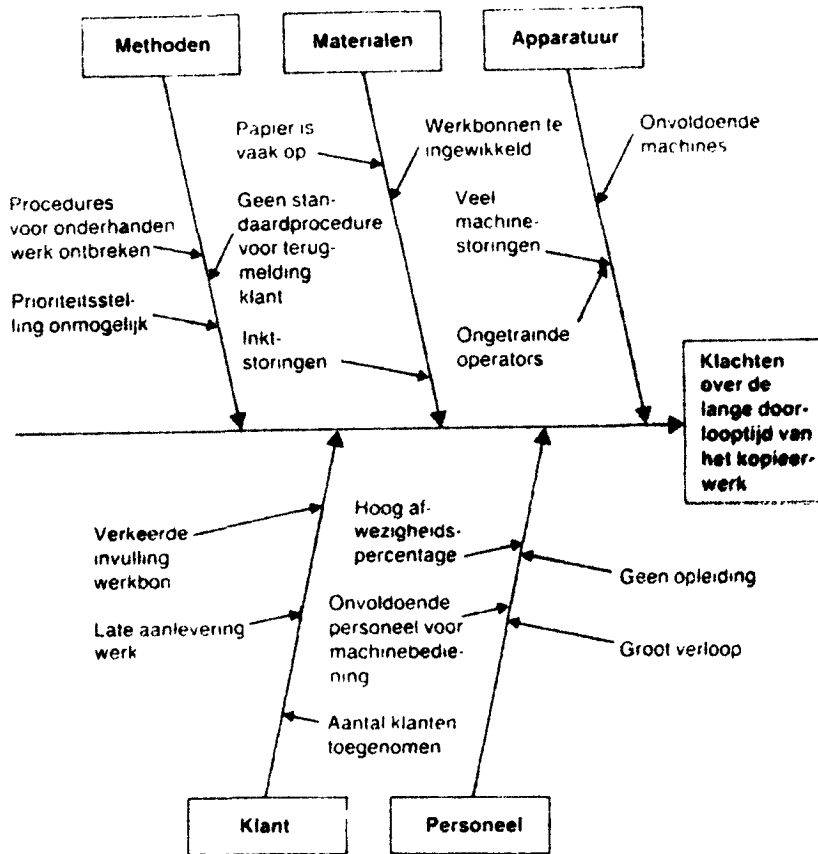 Methoden
Materialen
Apparatuur
Papier is
vaak op
Werkbonnen te
ingewikkeld
Onvoldoende
machines
Procedures
voor onderhanden
werk ontbreken
Geen stan-
daardprocedure
voor terug-
melding
klant
Veel
machine-
storingen
Prioriteitsstel-
ling onmogelijk
Inkt-
storingen
Ongetrainde
operators
Klachten
over de
lange door-
looptijd van
het kopieer-
werk
Verkeerde
invulling
werkbon
Hoog af-
wezigheids-
percentage
Geen opleiding
Late aanlevering
werk
Onvoldoende
personeel voor
machinebedie-
ning
Groot verloop
Aantal klanten
toegenomen
Klant
Personeel